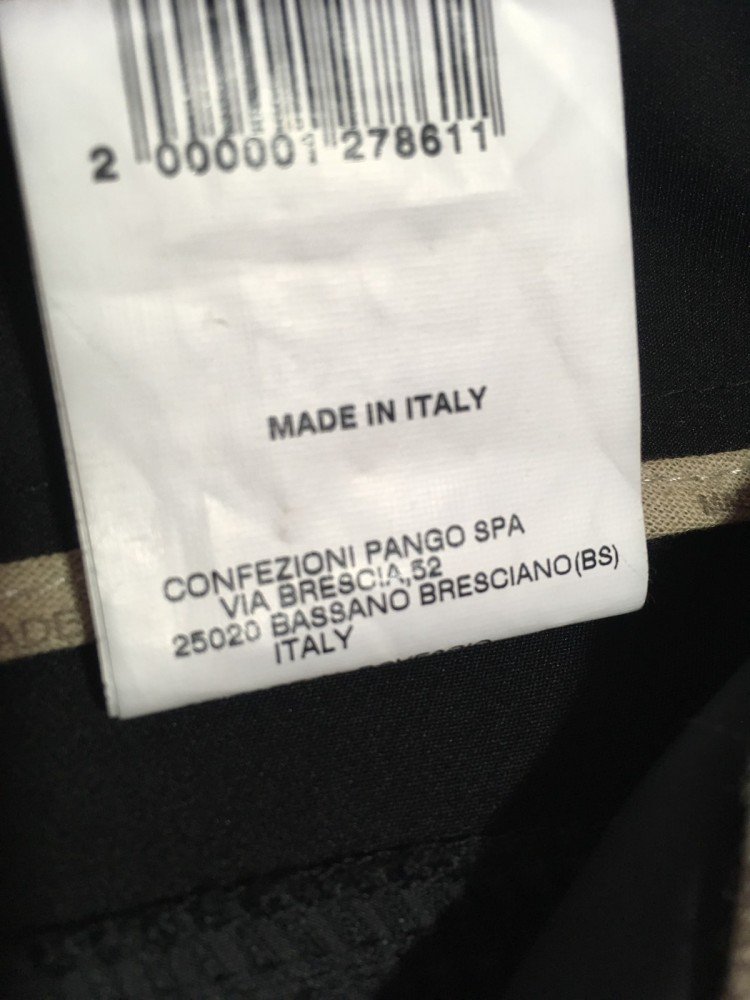 2 000001 278611
MADE IN ITALY
CONFEZIONI PANGO SPA
VIA BRESCIA,52
25020 BASSANO BRESCIANO(BS)
ITALY